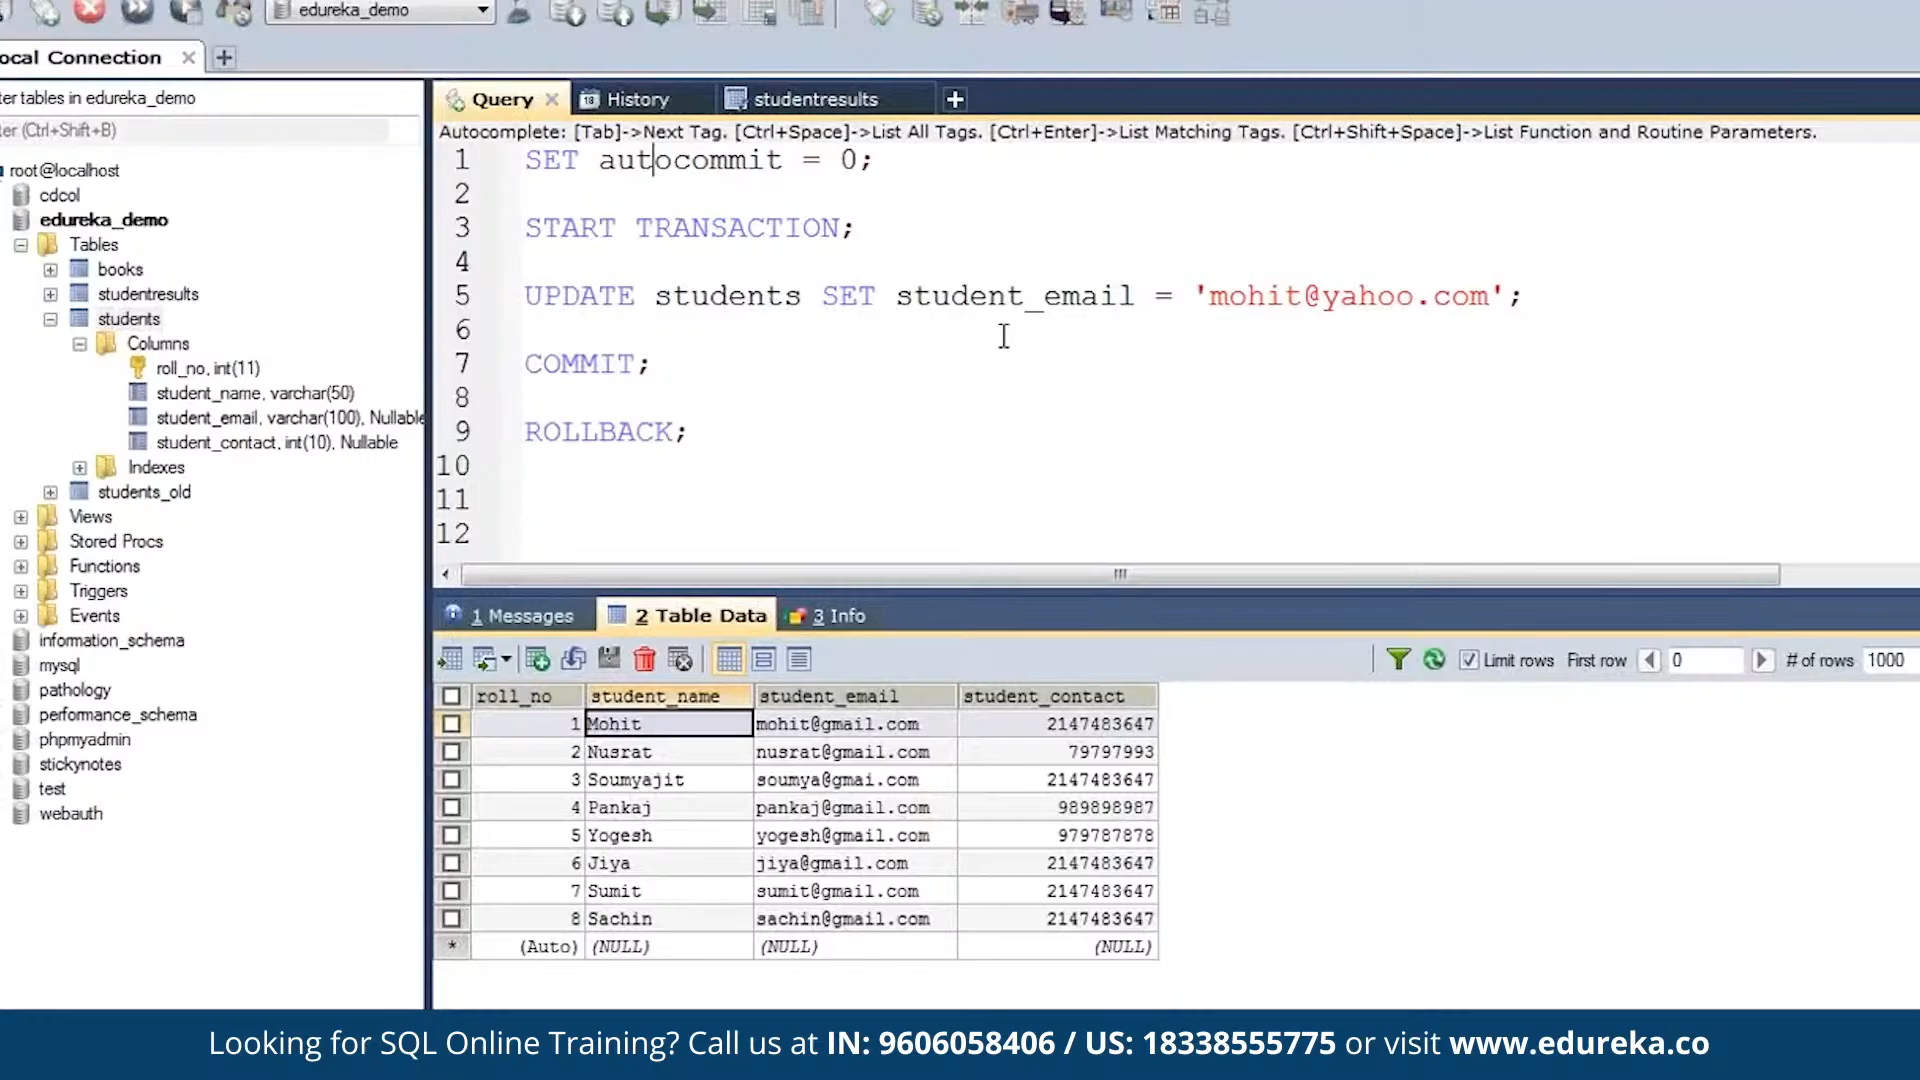 edureka_demo
ocal Connection
ter tables in edureka_demo
ter (Ctrl+Shift+B)
root@localhost
cdcol
edureka_demo
Tables
books
studentresults
students
Columns
roll_no, int(11)
student_name, varchar(50)
student_email, varchar(100), Nullable
student_contact, int(10), Nullable
Indexes
students_old
Views
Stored Procs
Functions
Triggers
Events
information_schema
mysql
pathology
performance_schema
phpmyadmin
stickynotes
test
webauth
Query History studentresults
Autocomplete: [Tab]->Next Tag. [Ctrl+Space]->List All Tags. [Ctrl+Enter]->List Matching Tags. [Ctrl+Shift+Space]->List Function and Routine Parameters.
1 SET autocommit = 0;
2
3 START TRANSACTION;
4
5 UPDATE students SET student_email = 'mohit@yahoo.com';
6
7 COMMIT;
8
9 ROLLBACK;
10
11
12
1 Messages 2 Table Data 3 Info
Limit rows First row 0 # of rows 1000
roll_no student_name student_email student_contact
1 Mohit mohit@gmail.com 2147483647
2 Nusrat nusrat@gmail.com 79797993
3 Soumyajit soumya@gmai.com 2147483647
4 Pankaj pankaj@gmail.com 989898987
5 Yogesh yogesh@gmail.com 979787878
6 Jiya jiya@gmail.com 2147483647
7 Sumit sumit@gmail.com 2147483647
8 Sachin sachin@gmail.com 2147483647
* (Auto) (NULL) (NULL) (NULL)
Looking for SQL Online Training? Call us at IN: 9606058406 / US: 18338555775 or visit www.edureka.co